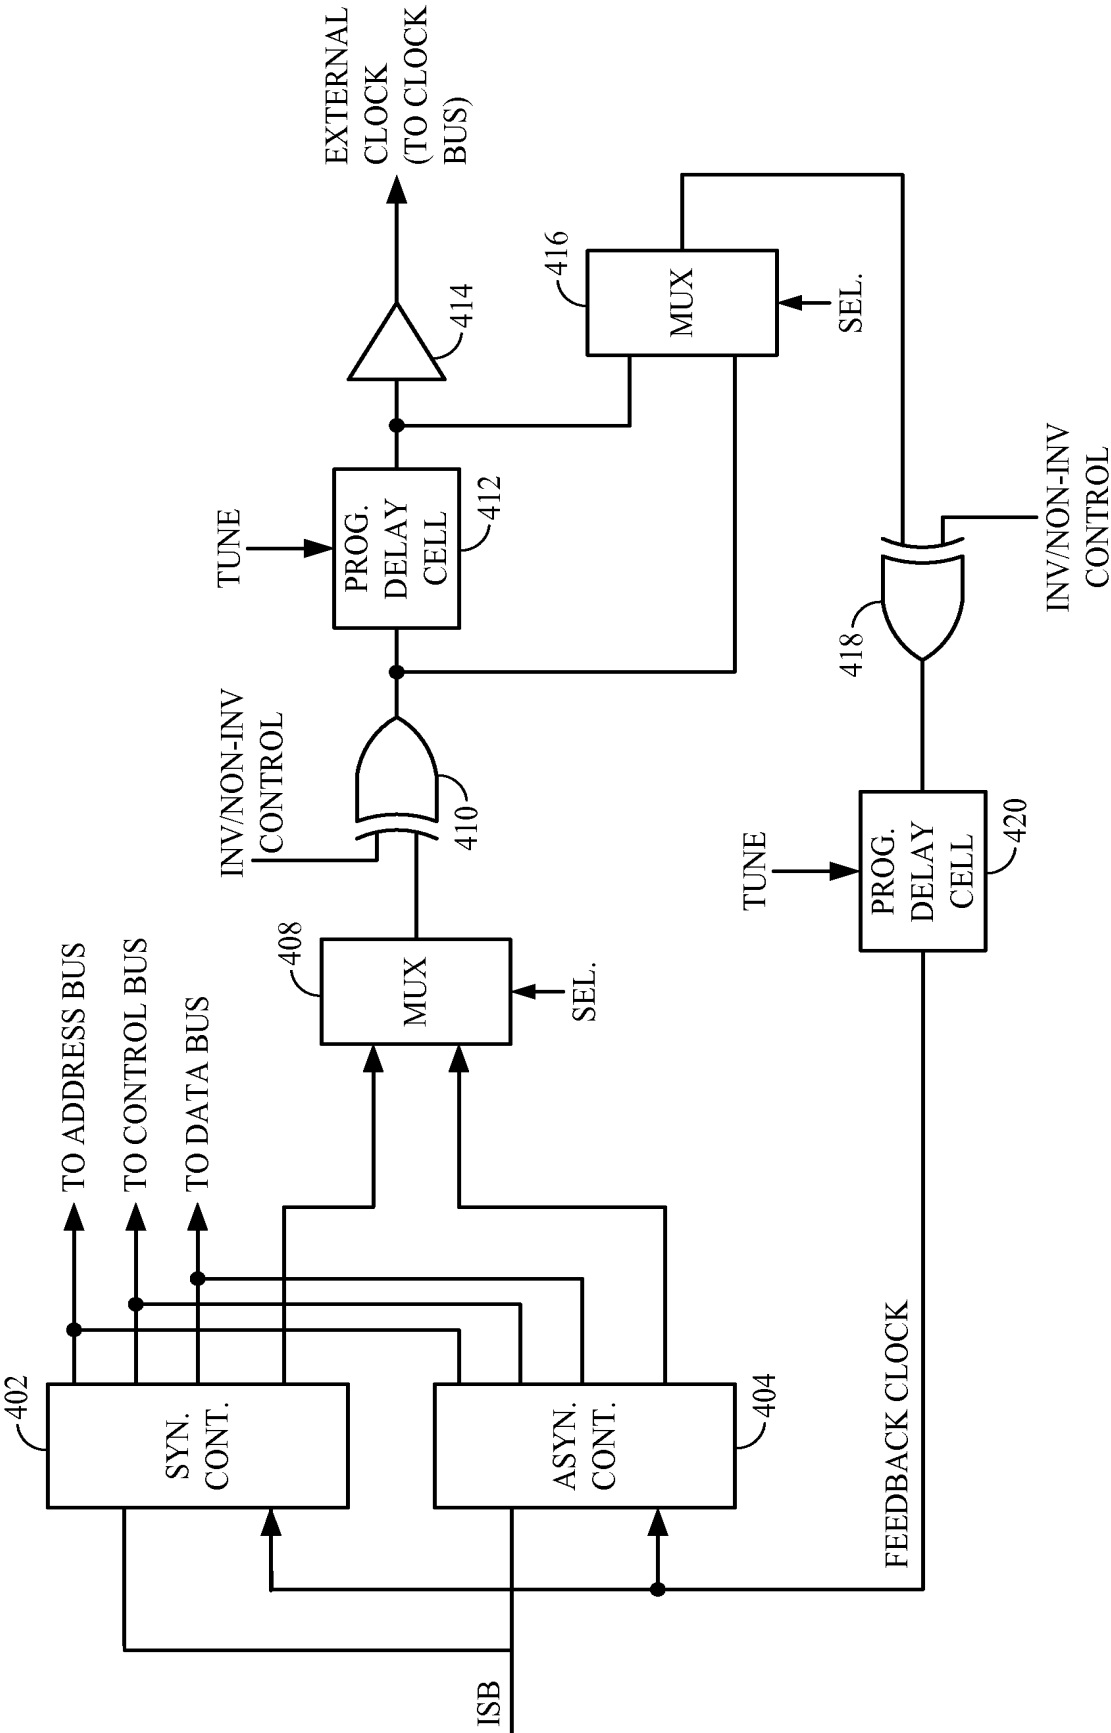 ISB
402
SYN.
CONT.
ASYN.
CONT.
404
TO ADDRESS BUS
TO CONTROL BUS
TO DATA BUS
408
MUX
SEL.
INV/NON-INV
CONTROL
410
TUNE
PROG.
DELAY
CELL
412
414
EXTERNAL
CLOCK
(TO CLOCK
BUS)
416
MUX
SEL.
418
INV/NON-INV
CONTROL
TUNE
PROG.
DELAY
CELL
420
FEEDBACK CLOCK